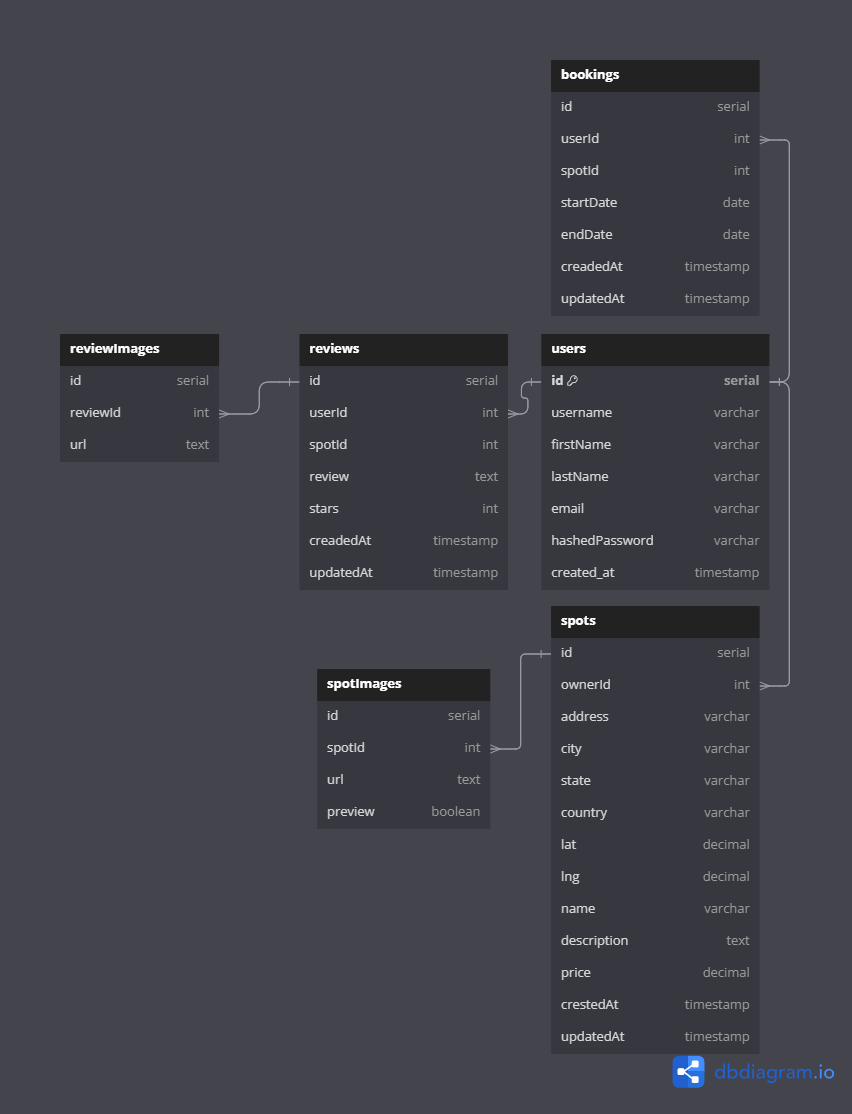 bookings
id serial
userId int
spotId int
startDate date
endDate date
creadedAt timestamp
updatedAt timestamp
reviewImages
id serial
reviewId int
url text
reviews
id serial
userId int
spotId int
review text
stars int
creadedAt timestamp
updatedAt timestamp
users
id serial
username varchar
firstName varchar
lastName varchar
email varchar
hashedPassword varchar
created_at timestamp
spotImages
id serial
spotId int
url text
preview boolean
spots
id serial
ownerId int
address varchar
city varchar
state varchar
country varchar
lat decimal
lng decimal
name varchar
description text
price decimal
crestedAt timestamp
updatedAt timestamp
dbdiagram.io